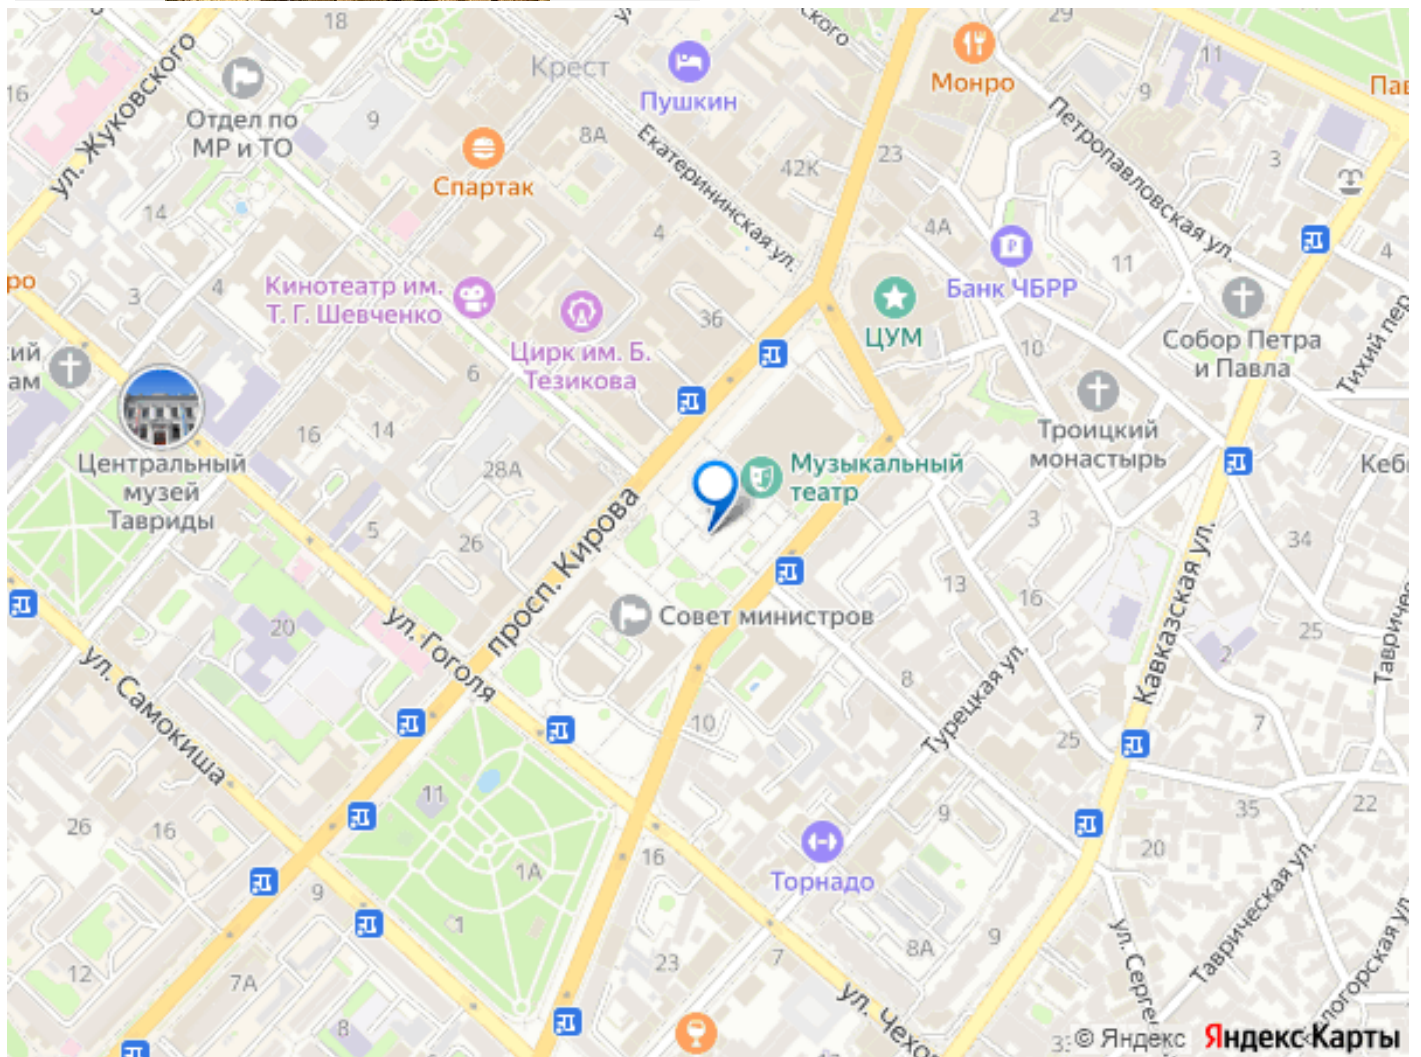 18
29
11
16
ул. Жуковского
Крест
Монро
Пушкин
Отдел по
МР и ТО
9
8А
Екатерининская ул.
42К
23
9
Петропавловская ул.
3
Спартак
14
4
4А
11
4
Банк ЧБРР
3
4
Кинотеатр им.
Т. Г. Шевченко
36
ЦУМ
Собор Петра
и Павла
Цирк им. Б.
Тезикова
10
6
16
14
Троицкий
монастырь
Центральный
музей
Тавриды
28А
Музыкальный
театр
5
26
просп. Кирова
3
34
13
16
Кавказская ул.
20
ул. Гоголя
Совет министров
25
2
ул. Самокиша
8
Турецкая ул.
10
25
7
11
35
22
26
16
9
1А
16
Торнадо
20
9
1
Таврическая ул.
12
7А
23
7
8А
9
ул. Серге
8
ул. Чехо
© Яндекс
Яндекс Карты